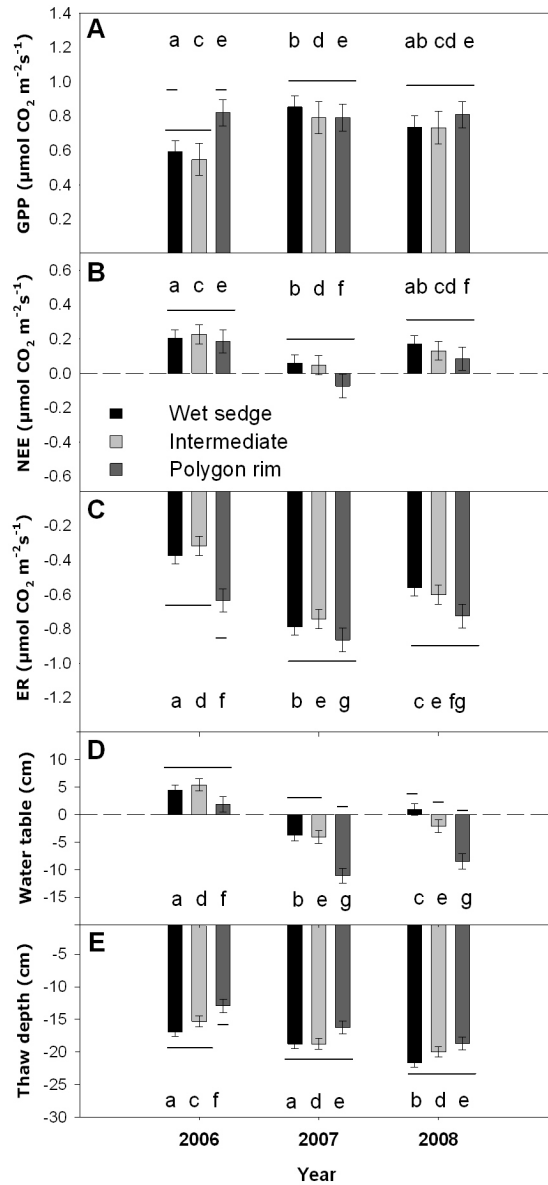 A
a c e
b d e
ab cd e
1.4
1.2
1.0
0.8
0.6
0.4
0.2
GPP (µmol CO₂ m⁻²s⁻¹)
B
a c e
b d f
ab cd f
0.6
0.4
0.2
0.0
-0.2
-0.4
-0.6
NEE (µmol CO₂ m⁻²s⁻¹)
Wet sedge
Intermediate
Polygon rim
C
-0.2
-0.4
-0.6
-0.8
-1.0
-1.2
ER (µmol CO₂ m⁻²s⁻¹)
a d f
b e g
c e fg
D
10
5
0
-5
-10
-15
Water table (cm)
a d f
b e g
c e g
E
-5
-10
-15
-20
-25
-30
Thaw depth (cm)
a c f
a d e
b d e
2006 2007 2008
Year